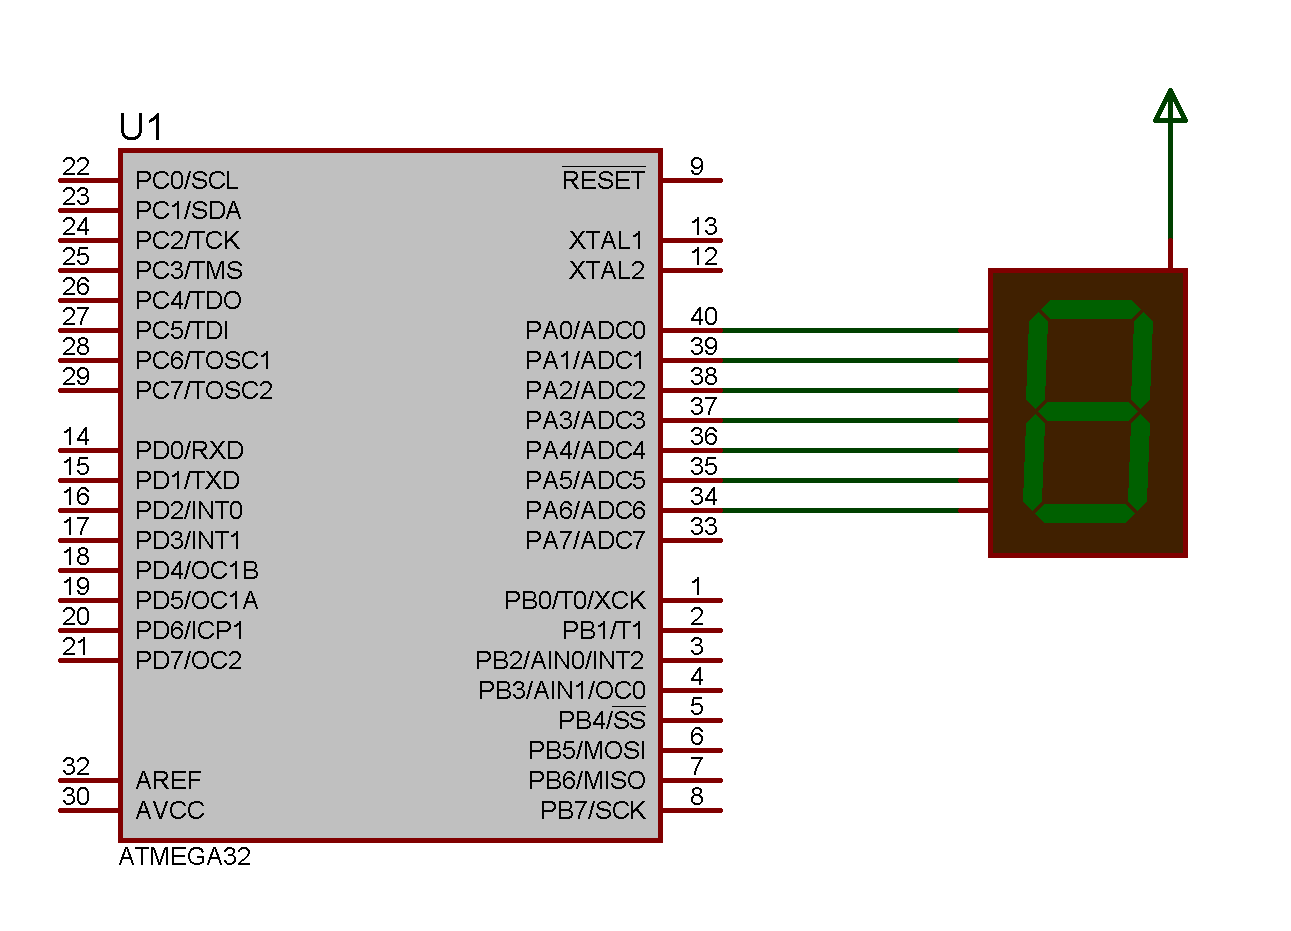 U1
22 PC0/SCL RESET 9
23 PC1/SDA
24 PC2/TCK XTAL1 13
25 PC3/TMS XTAL2 12
26 PC4/TDO
27 PC5/TDI PA0/ADC0 40
28 PC6/TOSC1 PA1/ADC1 39
29 PC7/TOSC2 PA2/ADC2 38
PA3/ADC3 37
14 PD0/RXD PA4/ADC4 36
15 PD1/TXD PA5/ADC5 35
16 PD2/INT0 PA6/ADC6 34
17 PD3/INT1 PA7/ADC7 33
18 PD4/OC1B
19 PD5/OC1A PB0/T0/XCK 1
20 PD6/ICP1 PB1/T1 2
21 PD7/OC2 PB2/AIN0/INT2 3
PB3/AIN1/OC0 4
PB4/SS 5
PB5/MOSI 6
32 AREF PB6/MISO 7
30 AVCC PB7/SCK 8
ATMEGA32